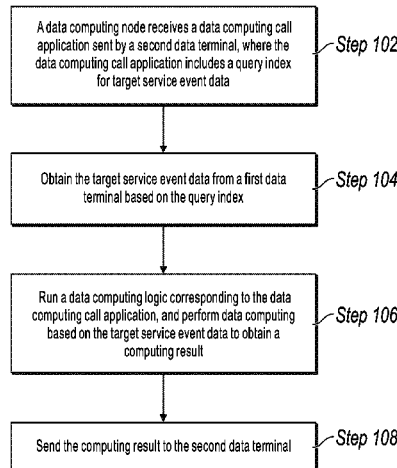 A data computing node receives a data computing call
application sent by a second data terminal, where the
data computing call application includes a query index
for target service event data
Step 102
Obtain the target service event data from a first data
terminal based on the query index
Step 104
Run a data computing logic corresponding to the data
computing call application, and perform data computing
based on the target service event data to obtain a
computing result
Step 106
Send the computing result to the second data terminal
Step 108